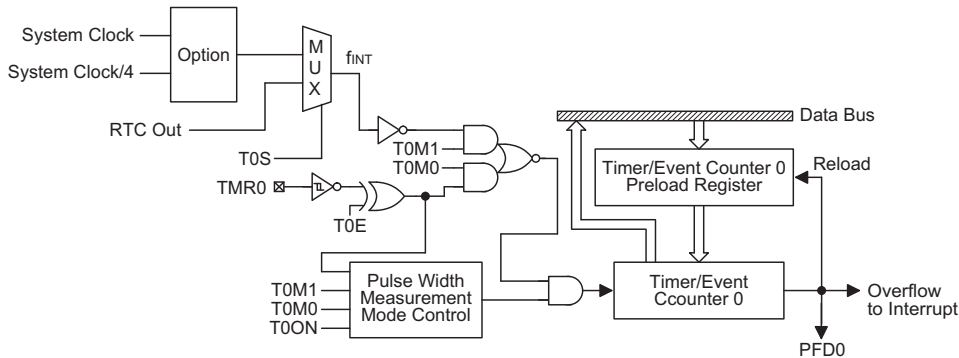 System Clock
System Clock/4
Option
MUX
fINT
RTC Out
T0S
T0M1
T0M0
TMR0
T0E
Data Bus
Timer/Event Counter 0
Preload Register
Reload
T0M1
T0M0
T0ON
Pulse Width
Measurement
Mode Control
Timer/Event
Ccounter 0
Overflow
to Interrupt
PFD0